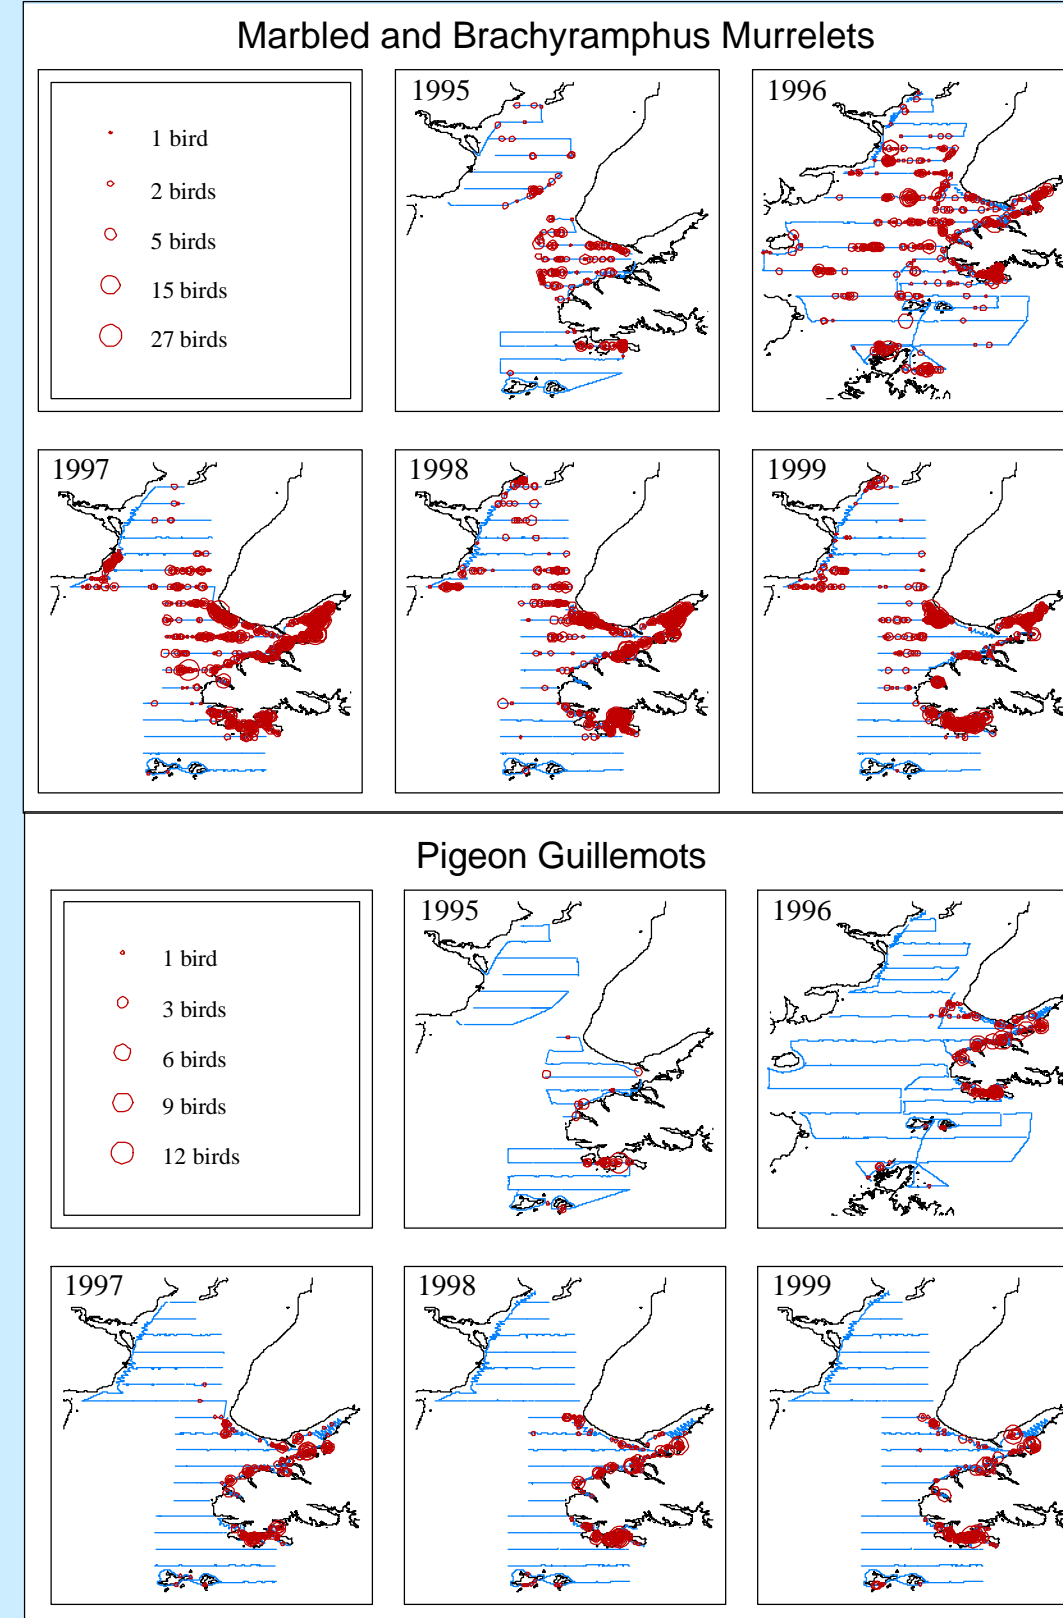 Marbled and Brachyramphus Murrelets
1 bird
2 birds
5 birds
15 birds
27 birds
1995
1996
1997
1998
1999
Pigeon Guillemots
1 bird
3 birds
6 birds
9 birds
12 birds
1995
1996
1997
1998
1999